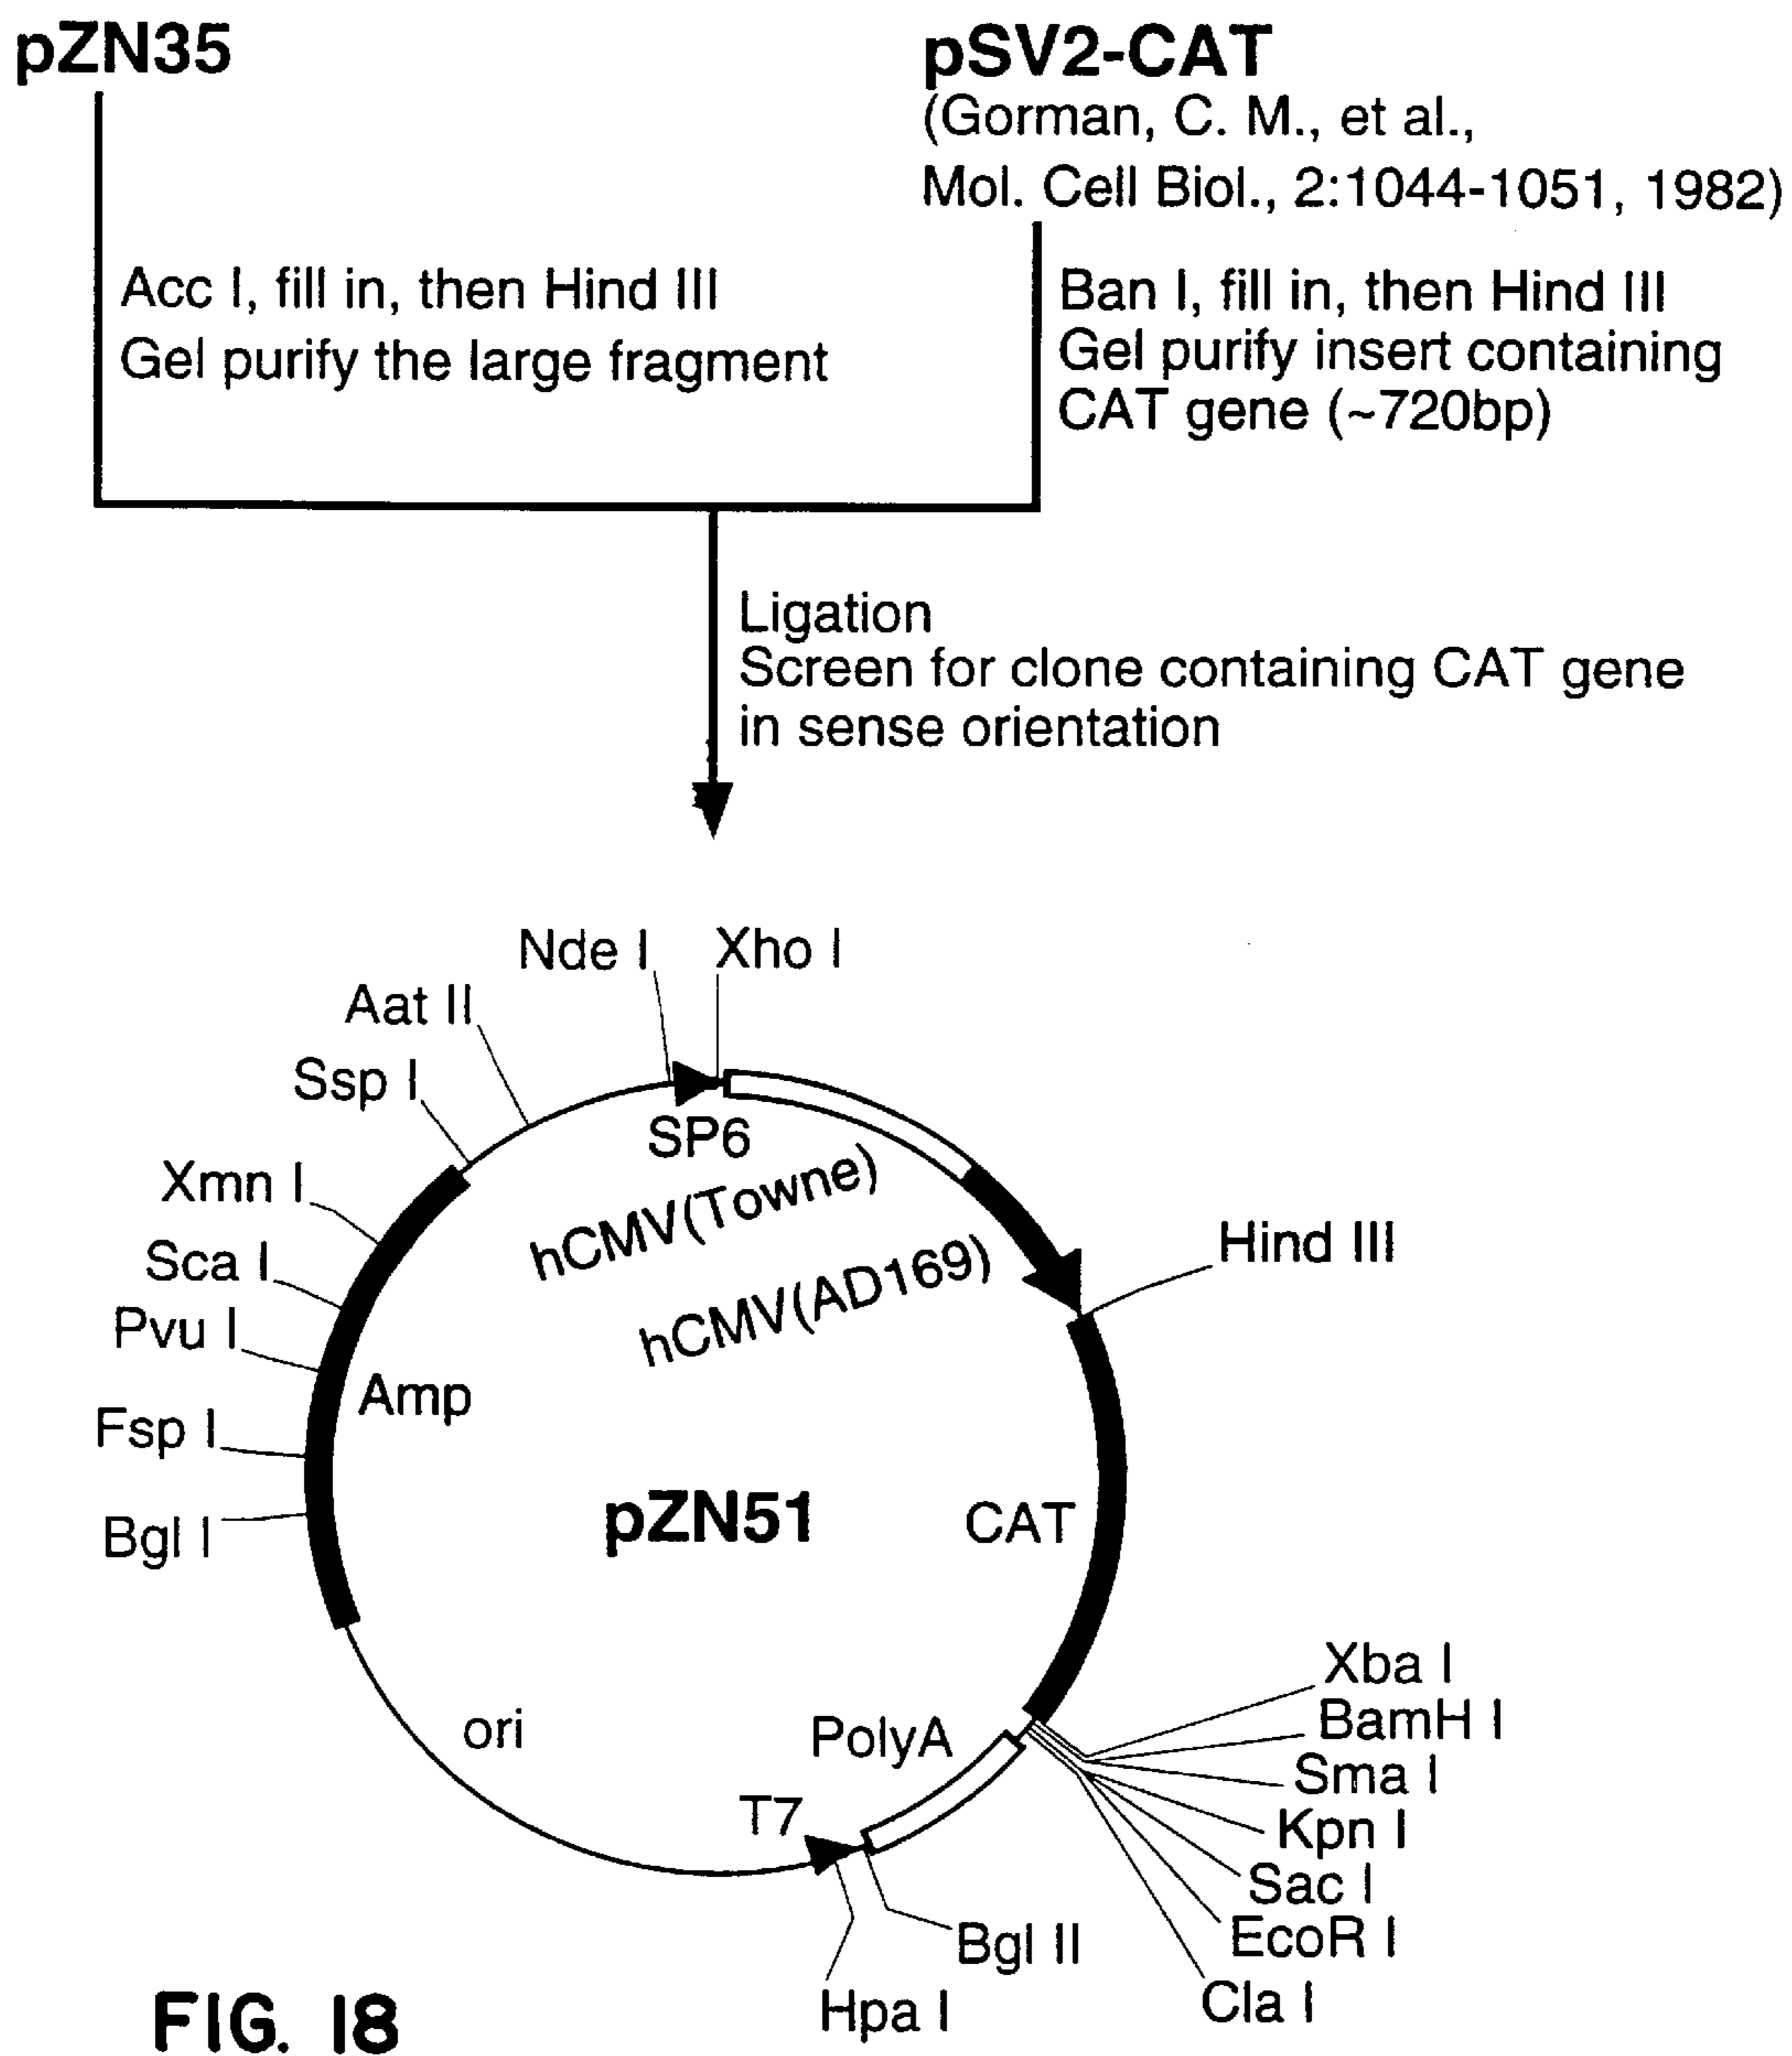 pZN35
pSV2-CAT
(Gorman, C. M., et al.,
Mol. Cell Biol., 2:1044-1051, 1982)
Acc I, fill in, then Hind III
Gel purify the large fragment
Ban I, fill in, then Hind III
Gel purify insert containing
CAT gene (~720bp)
Ligation
Screen for clone containing CAT gene
in sense orientation
Nde I
Xho I
Aat II
Ssp I
SP6
Xmn I
hCMV(Towne)
Sca I
hCMV(AD169)
Hind III
Pvu I
Amp
Fsp I
pZN51
CAT
Bgl I
Xba I
BamH I
ori
PolyA
Sma I
T7
Kpn I
Sac I
EcoR I
Bgl II
Cla I
Hpa I
FIG. 18